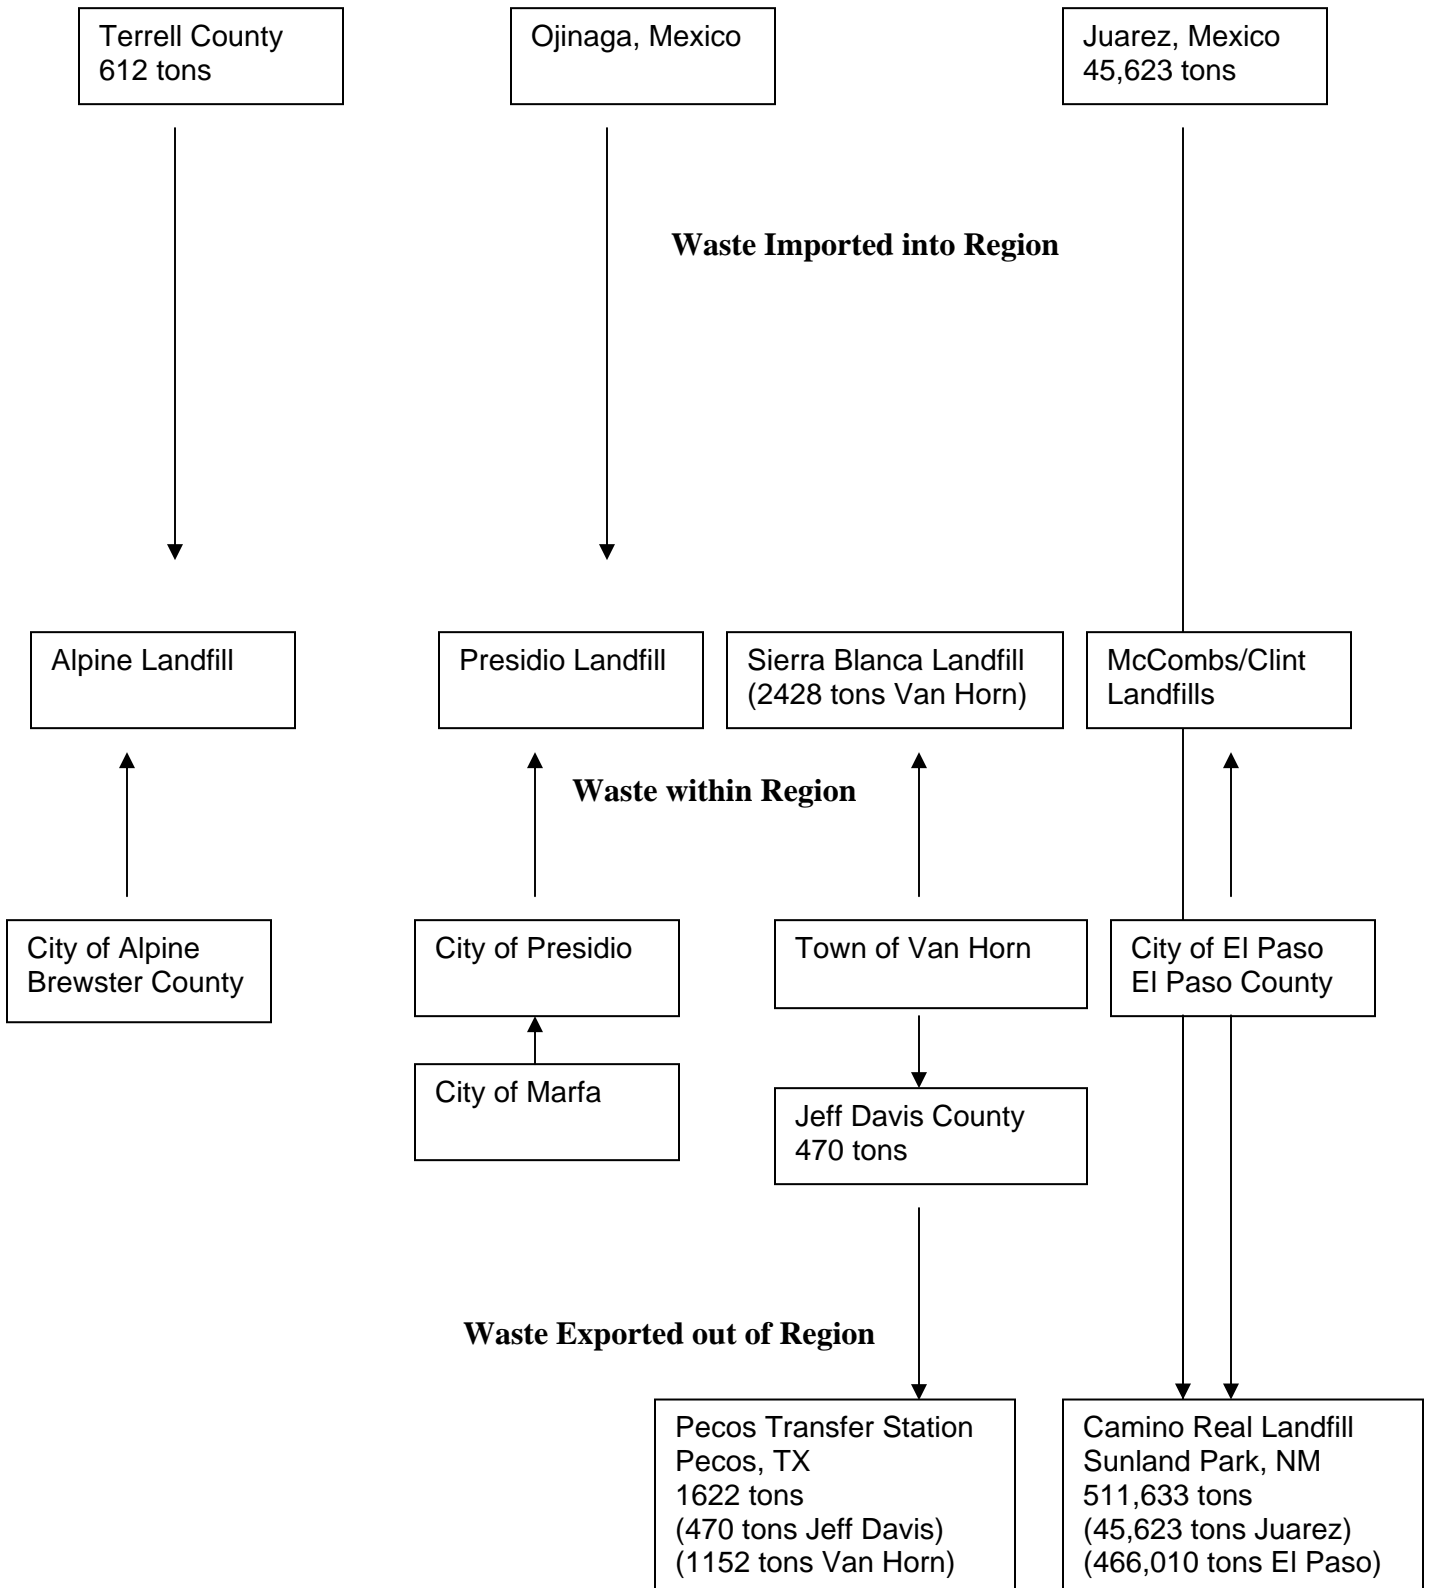 Terrell County
612 tons
Ojinaga, Mexico
Juarez, Mexico
45,623 tons
Waste Imported into Region
Alpine Landfill
Presidio Landfill
Sierra Blanca Landfill
(2428 tons Van Horn)
McCombs/Clint
Landfills
Waste within Region
City of Alpine
Brewster County
City of Presidio
Town of Van Horn
City of El Paso
El Paso County
City of Marfa
Jeff Davis County
470 tons
Waste Exported out of Region
Pecos Transfer Station
Pecos, TX
1622 tons
(470 tons Jeff Davis)
(1152 tons Van Horn)
Camino Real Landfill
Sunland Park, NM
511,633 tons
(45,623 tons Juarez)
(466,010 tons El Paso)